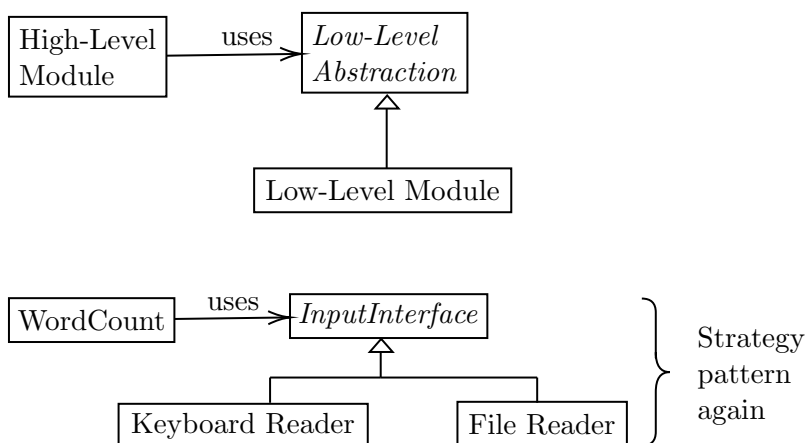 High-Level
Module
uses
Low-Level
Abstraction
Low-Level Module
WordCount
uses
InputInterface
Keyboard Reader
File Reader
Strategy
pattern
again